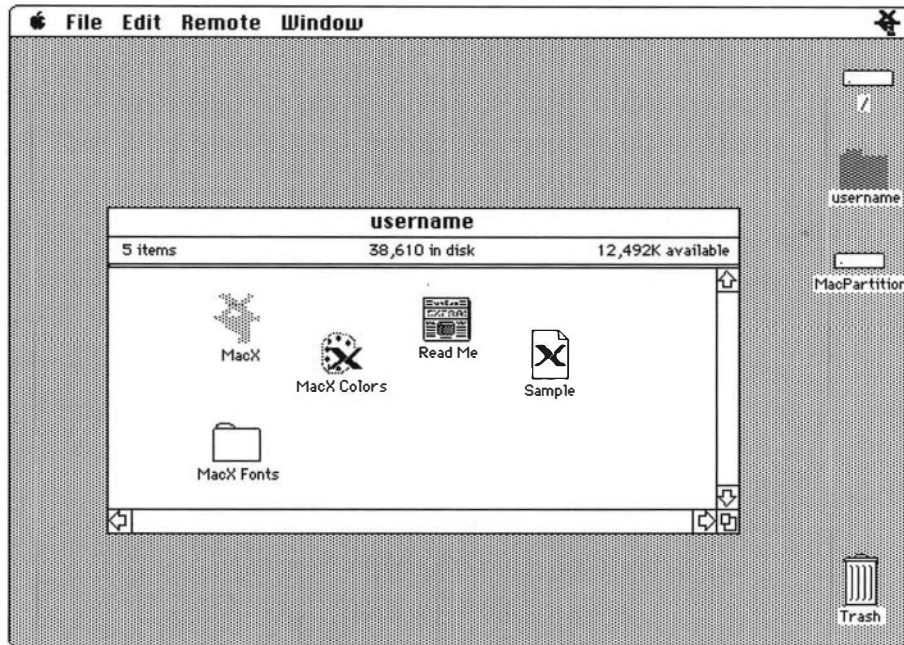 File Edit Remote Window
/
username
username
5 items 38,610 in disk 12,492K available
MacPartition
MacX
MacX Colors
EXTRA!
Read Me
Sample
MacX Fonts
Trash